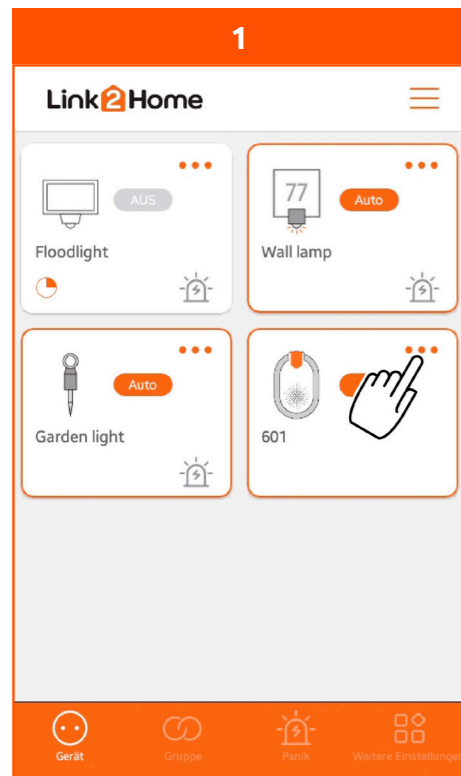 1
Link2Home
AUS
Floodlight
77
Auto
Wall lamp
Auto
Garden light
601
Gerät
Gruppe
Panik
Weitere Einstellungen